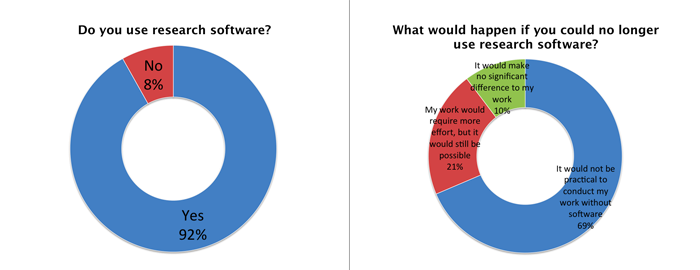 Do you use research software?
No
8%
Yes
92%
What would happen if you could no longer
use research software?
It would make
no significant
difference to my
work
10%
My work would
require more
effort, but it
would still be
possible
21%
It would not be
practical to
conduct my
work without
software
69%